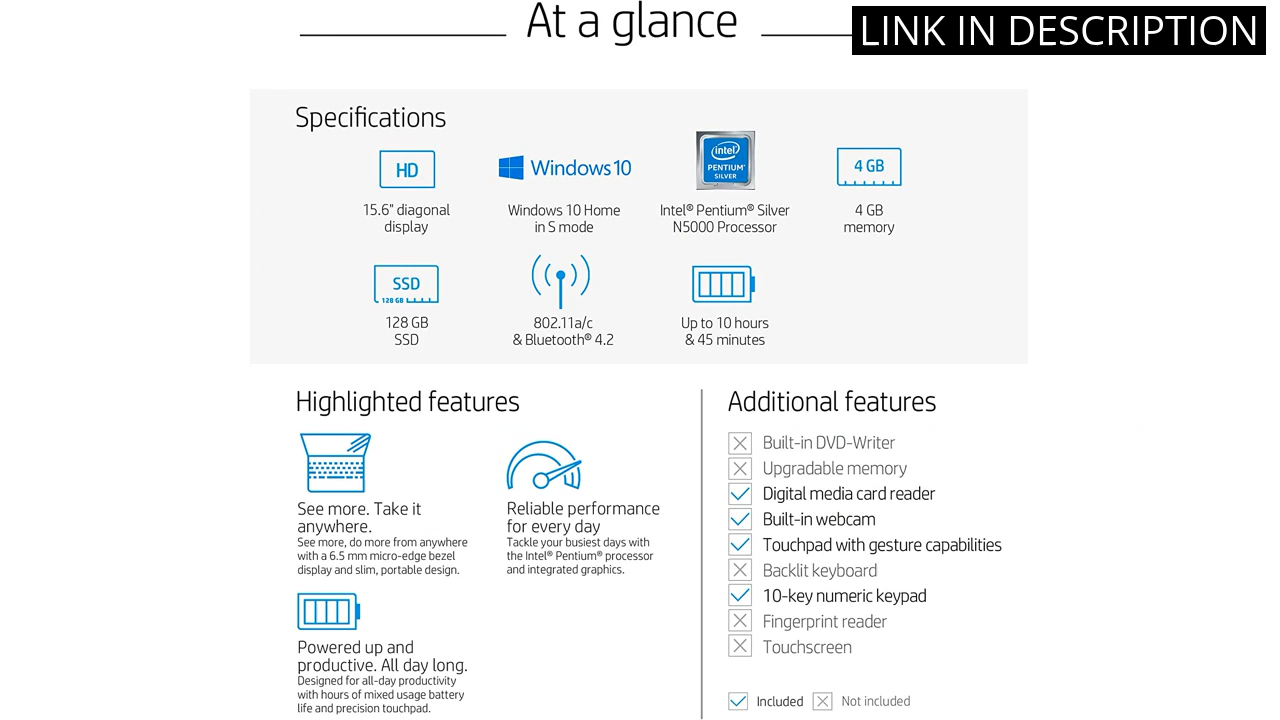 At a glance
LINK IN DESCRIPTION
Specifications
HD
15.6" diagonal
display
Windows 10
Windows 10 Home
in S mode
intel
PENTIUM®
SILVER
Intel® Pentium® Silver
N5000 Processor
4 GB
4 GB
memory
SSD
128 GB
128 GB
SSD
802.11a/c
& Bluetooth® 4.2
Up to 10 hours
& 45 minutes
Highlighted features
See more. Take it
anywhere.
See more, do more from anywhere
with a 6.5 mm micro-edge bezel
display and slim, portable design.
Reliable performance
for every day
Tackle your busiest days with
the Intel® Pentium® processor
and integrated graphics.
Powered up and
productive. All day long.
Designed for all-day productivity
with hours of mixed usage battery
life and precision touchpad.
Additional features
Built-in DVD-Writer
Upgradable memory
Digital media card reader
Built-in webcam
Touchpad with gesture capabilities
Backlit keyboard
10-key numeric keypad
Fingerprint reader
Touchscreen
Included
Not included